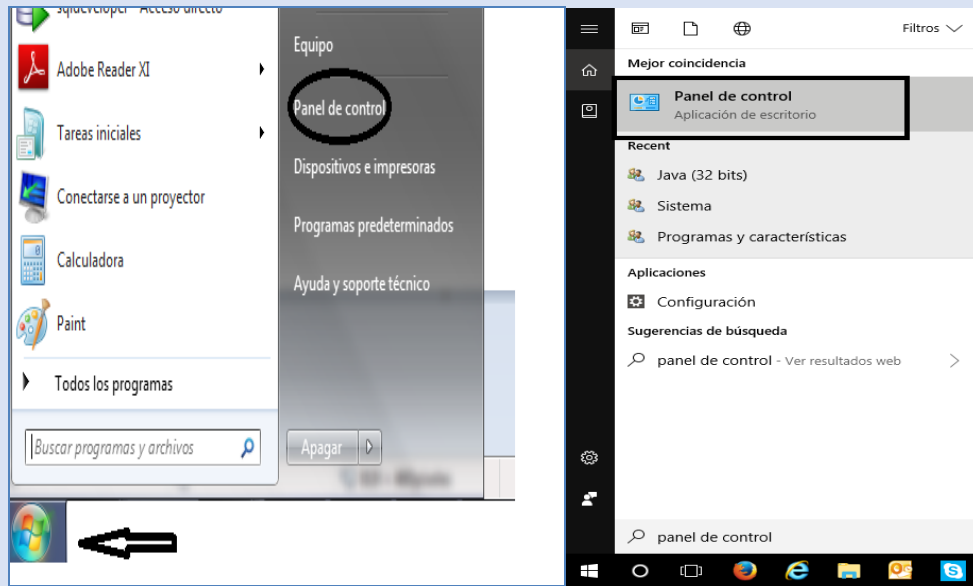 sqldeveloper - Acceso directo
Adobe Reader XI
Tareas iniciales
Conectarse a un proyector
Calculadora
Paint
Todos los programas
Buscar programas y archivos
Equipo
Panel de control
Dispositivos e impresoras
Programas predeterminados
Ayuda y soporte técnico
Apagar
Filtros
Mejor coincidencia
Panel de control
Aplicación de escritorio
Recent
Java (32 bits)
Sistema
Programas y características
Aplicaciones
Configuración
Sugerencias de búsqueda
panel de control - Ver resultados web
panel de control